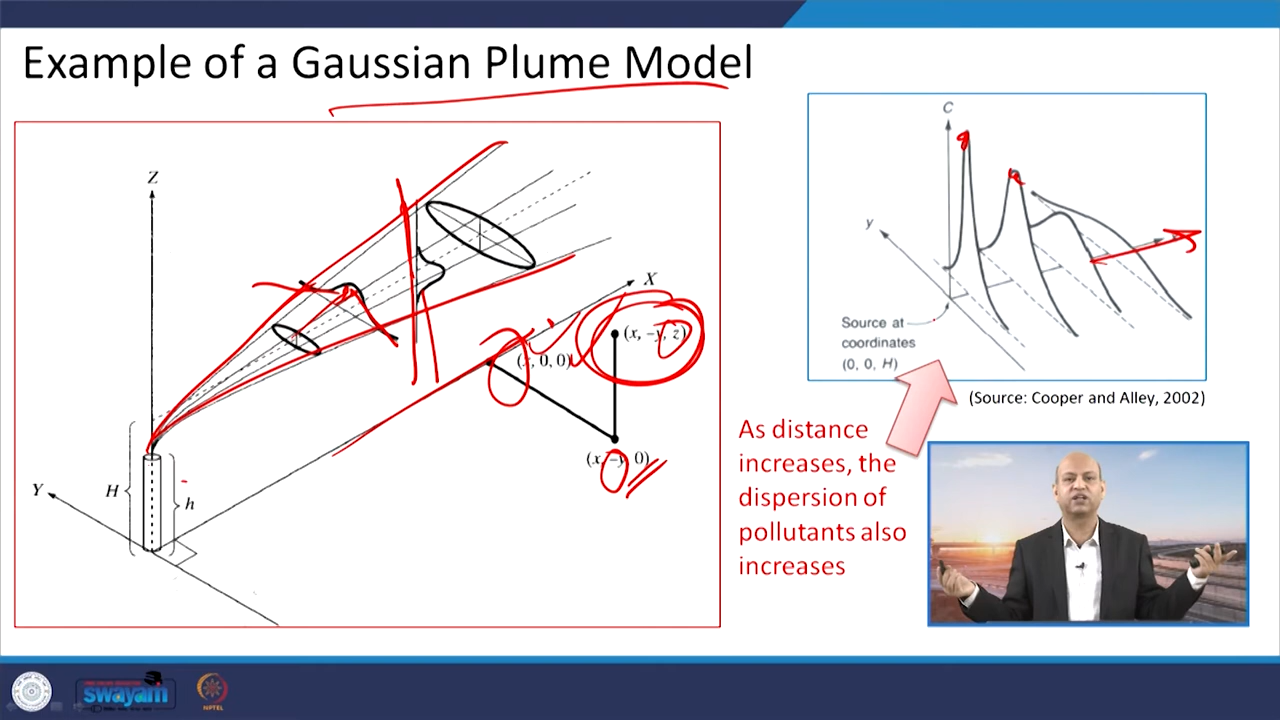 Example of a Gaussian Plume Model
Z
X
(x, -y, z)
(x, 0, 0)
(x, -y, 0)
Y
H
h
C
y
Source at
coordinates
(0, 0, H)
(Source: Cooper and Alley, 2002)
As distance
increases, the
dispersion of
pollutants also
increases
swayam
NPTEL